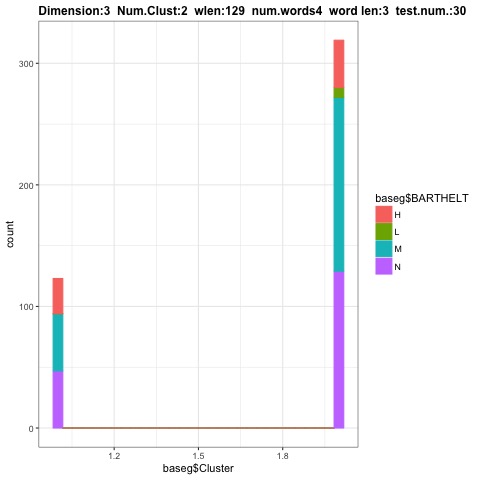 Dimension:3 Num.Clust:2 wlen:129 num.words4 word len:3 test.num.:30
300
200
100
0
count
1.2 1.5 1.8
baseg$Cluster
baseg$BARTHELT
H
L
M
N